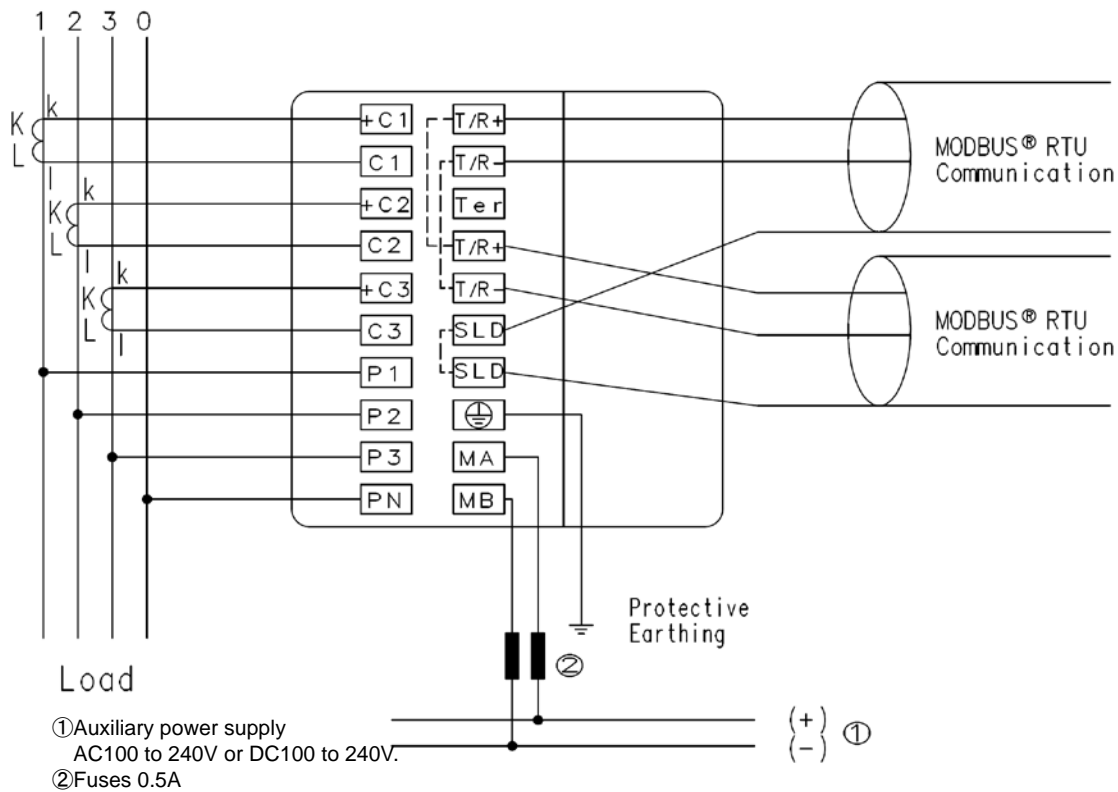 1 2 3 0
K k
L l
K k
L l
K k
L l
+C1 T/R+
C1 T/R-
+C2 Ter
C2 T/R+
+C3 T/R-
C3 SLD
P1 SLD
P2
P3 MA
PN MB
MODBUS® RTU
Communication
MODBUS® RTU
Communication
Protective
Earthing
②
Load
(+)
(-)
①
①Auxiliary power supply
AC100 to 240V or DC100 to 240V.
②Fuses 0.5A